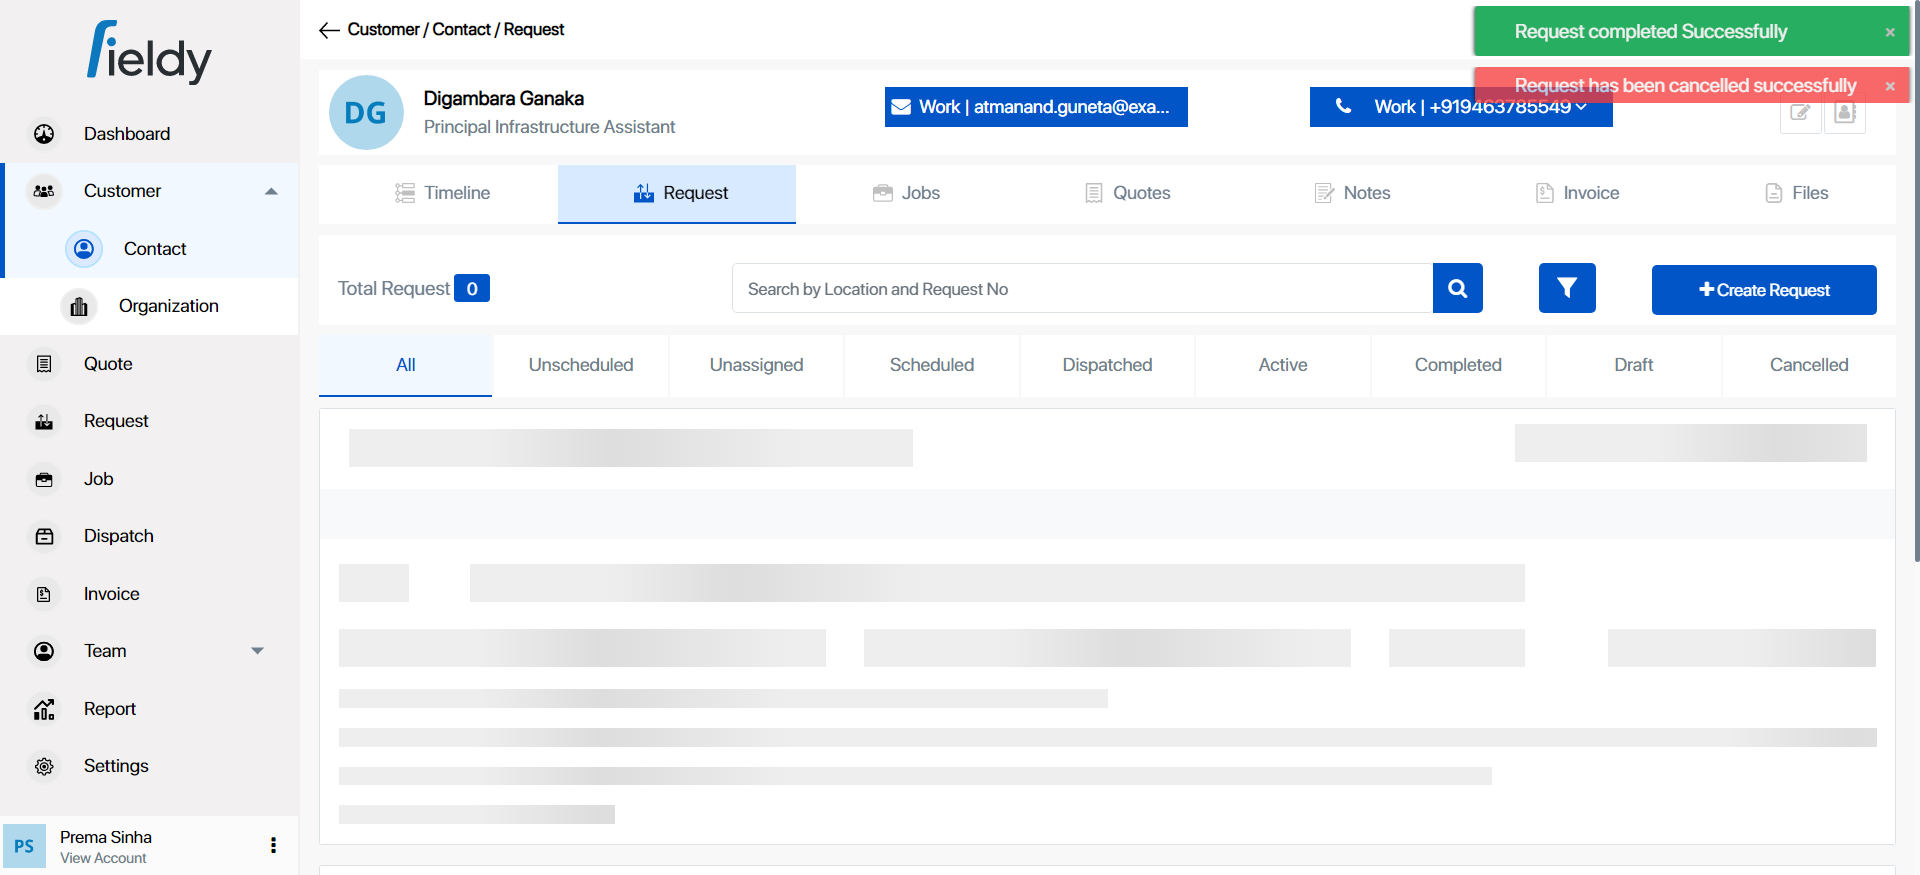 fieldy
Dashboard
Customer
Contact
Organization
Quote
Request
Job
Dispatch
Invoice
Team
Report
Settings
PS
Prema Sinha
View Account
Customer / Contact / Request
Request completed Successfully ×
Request has been cancelled successfully ×
DG
Digambara Ganaka
Principal Infrastructure Assistant
Work | atmanand.guneta@exa...
Work | +919463785549
Timeline
Request
Jobs
Quotes
Notes
Invoice
Files
Total Request 0
Search by Location and Request No
Create Request
All
Unscheduled
Unassigned
Scheduled
Dispatched
Active
Completed
Draft
Cancelled